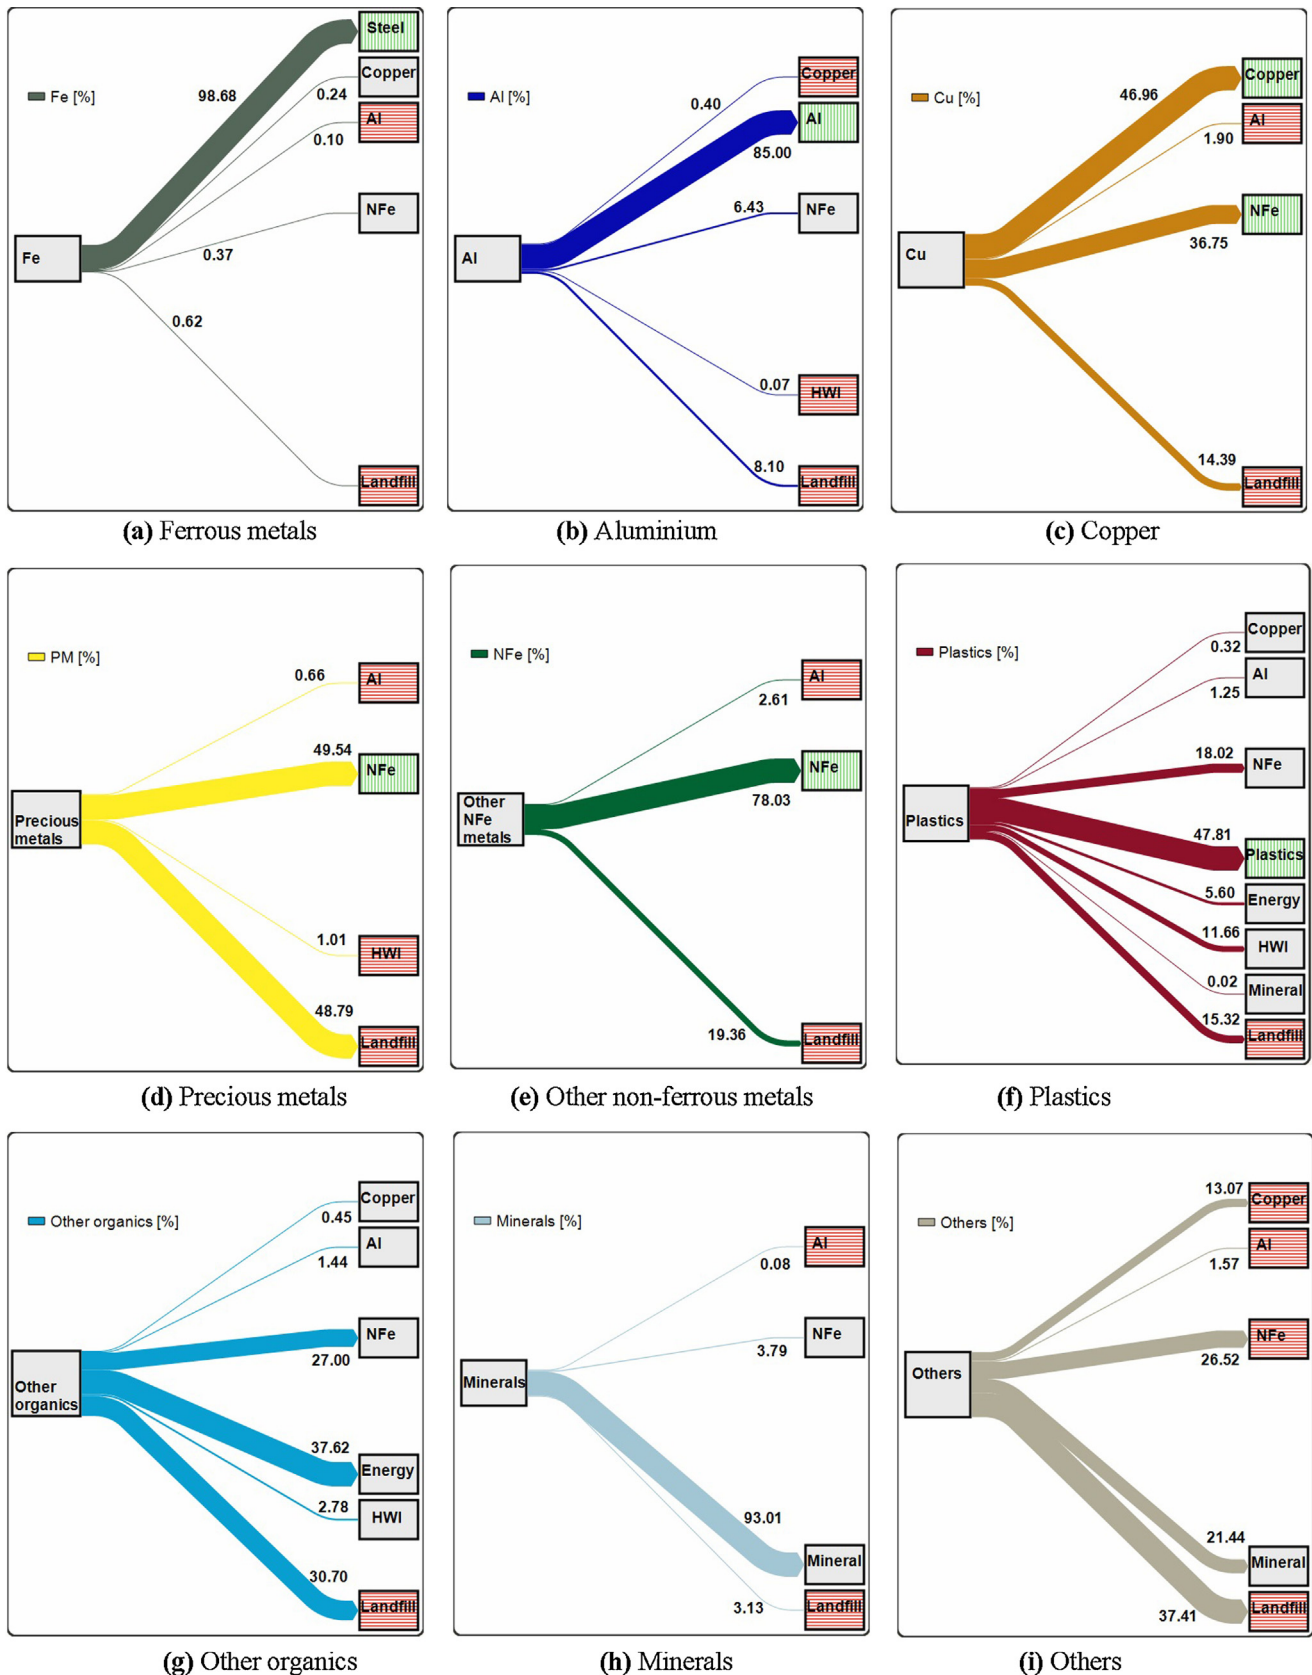 Fe [%]
Steel
98.68
Copper
0.24
Al
0.10
NFe
0.37
Fe
0.62
Landfill
(a) Ferrous metals
Al [%]
Copper
0.40
Al
85.00
NFe
6.43
Al
HWI
0.07
Landfill
8.10
(b) Aluminium
Cu [%]
Copper
46.96
Al
1.90
NFe
36.75
Cu
14.39
Landfill
(c) Copper
PM [%]
Al
0.66
49.54
NFe
Precious
metals
1.01
HWI
48.79
Landfill
(d) Precious metals
NFe [%]
Al
2.61
NFe
78.03
Other
NFe
metals
19.36
Landfill
(e) Other non-ferrous metals
Plastics [%]
Copper
0.32
Al
1.25
18.02
NFe
Plastics
47.81
Plastics
5.60
Energy
11.66
HWI
0.02
Mineral
15.32
Landfill
(f) Plastics
Other organics [%]
Copper
0.45
Al
1.44
NFe
27.00
Other
organics
37.62
Energy
2.78
HWI
30.70
Landfill
(g) Other organics
Minerals [%]
Al
0.08
NFe
3.79
Minerals
93.01
Mineral
3.13
Landfill
(h) Minerals
Others [%]
13.07
Copper
Al
1.57
NFe
26.52
Others
21.44
Mineral
37.41
Landfill
(i) Others